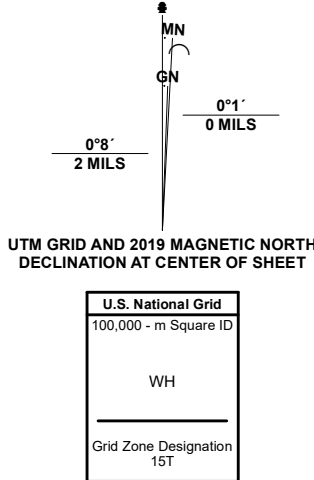 MN
GN
0°1´
0 MILS
0°8´
2 MILS
UTM GRID AND 2019 MAGNETIC NORTH
DECLINATION AT CENTER OF SHEET
U.S. National Grid
100,000 - m Square ID
WH
Grid Zone Designation
15T